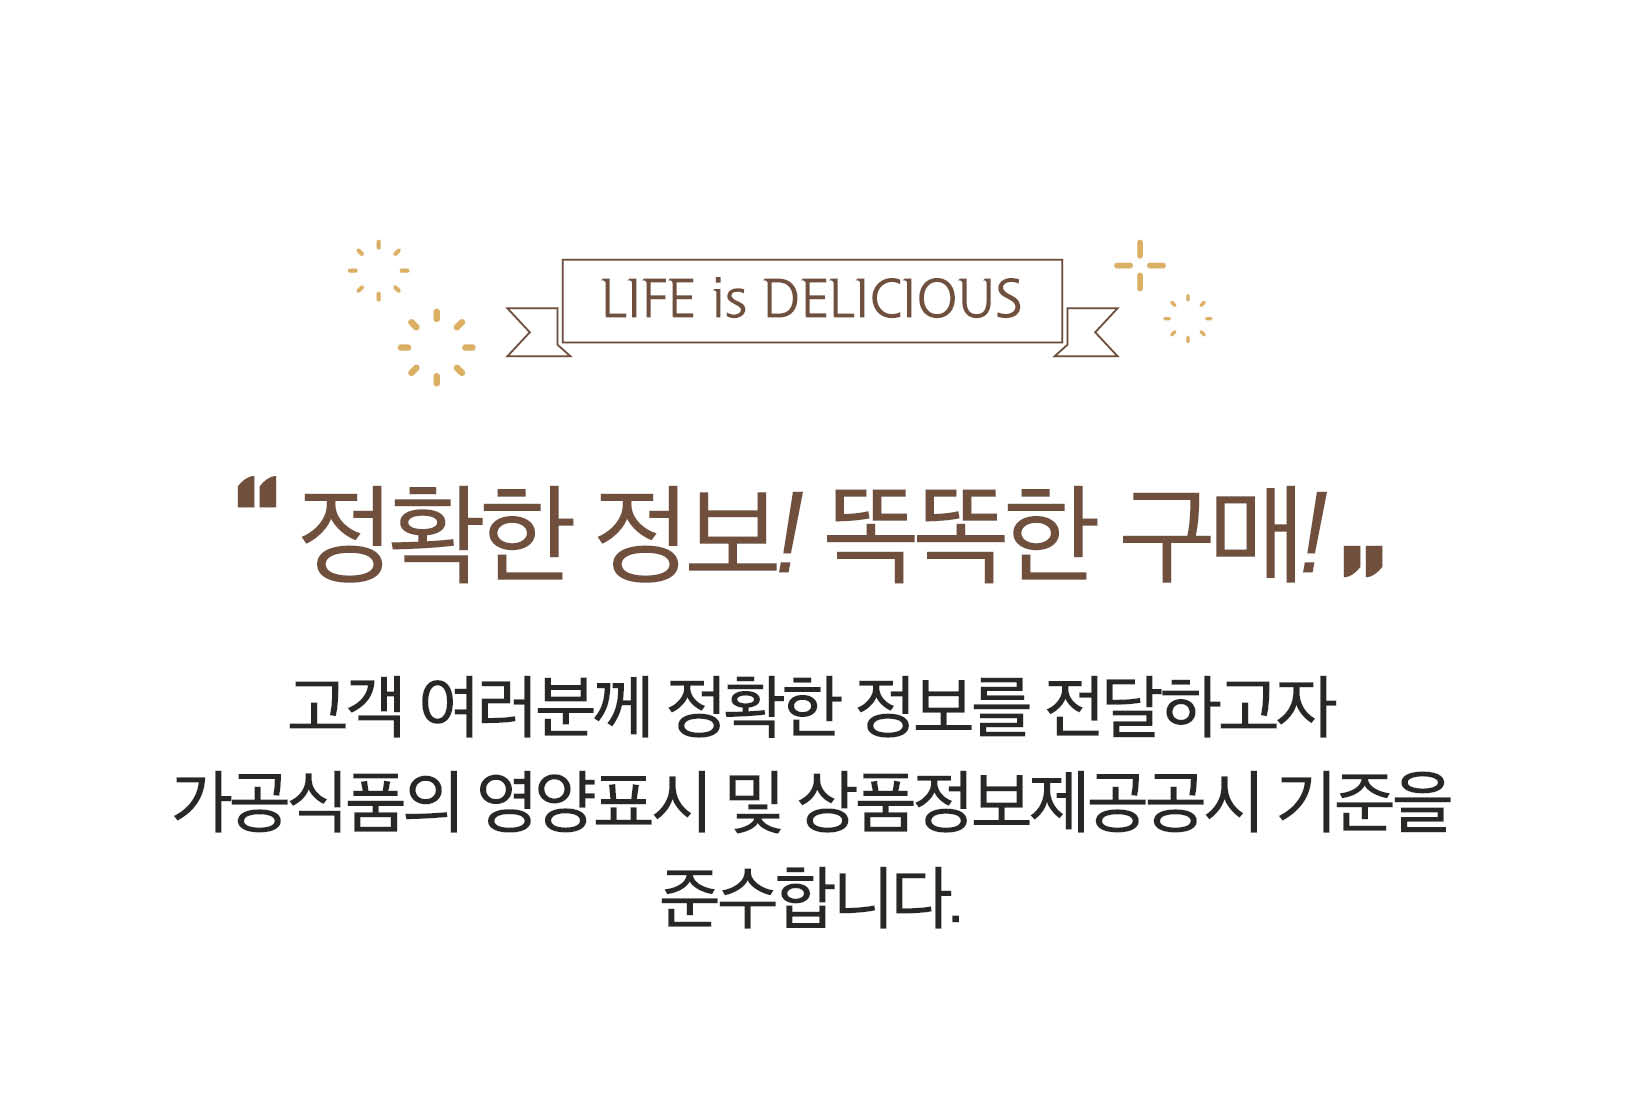 LIFE is DELICIOUS
“정확한 정보! 똑똑한 구매!”
고객 여러분께 정확한 정보를 전달하고자
가공식품의 영양표시 및 상품정보제공공시 기준을
준수합니다.